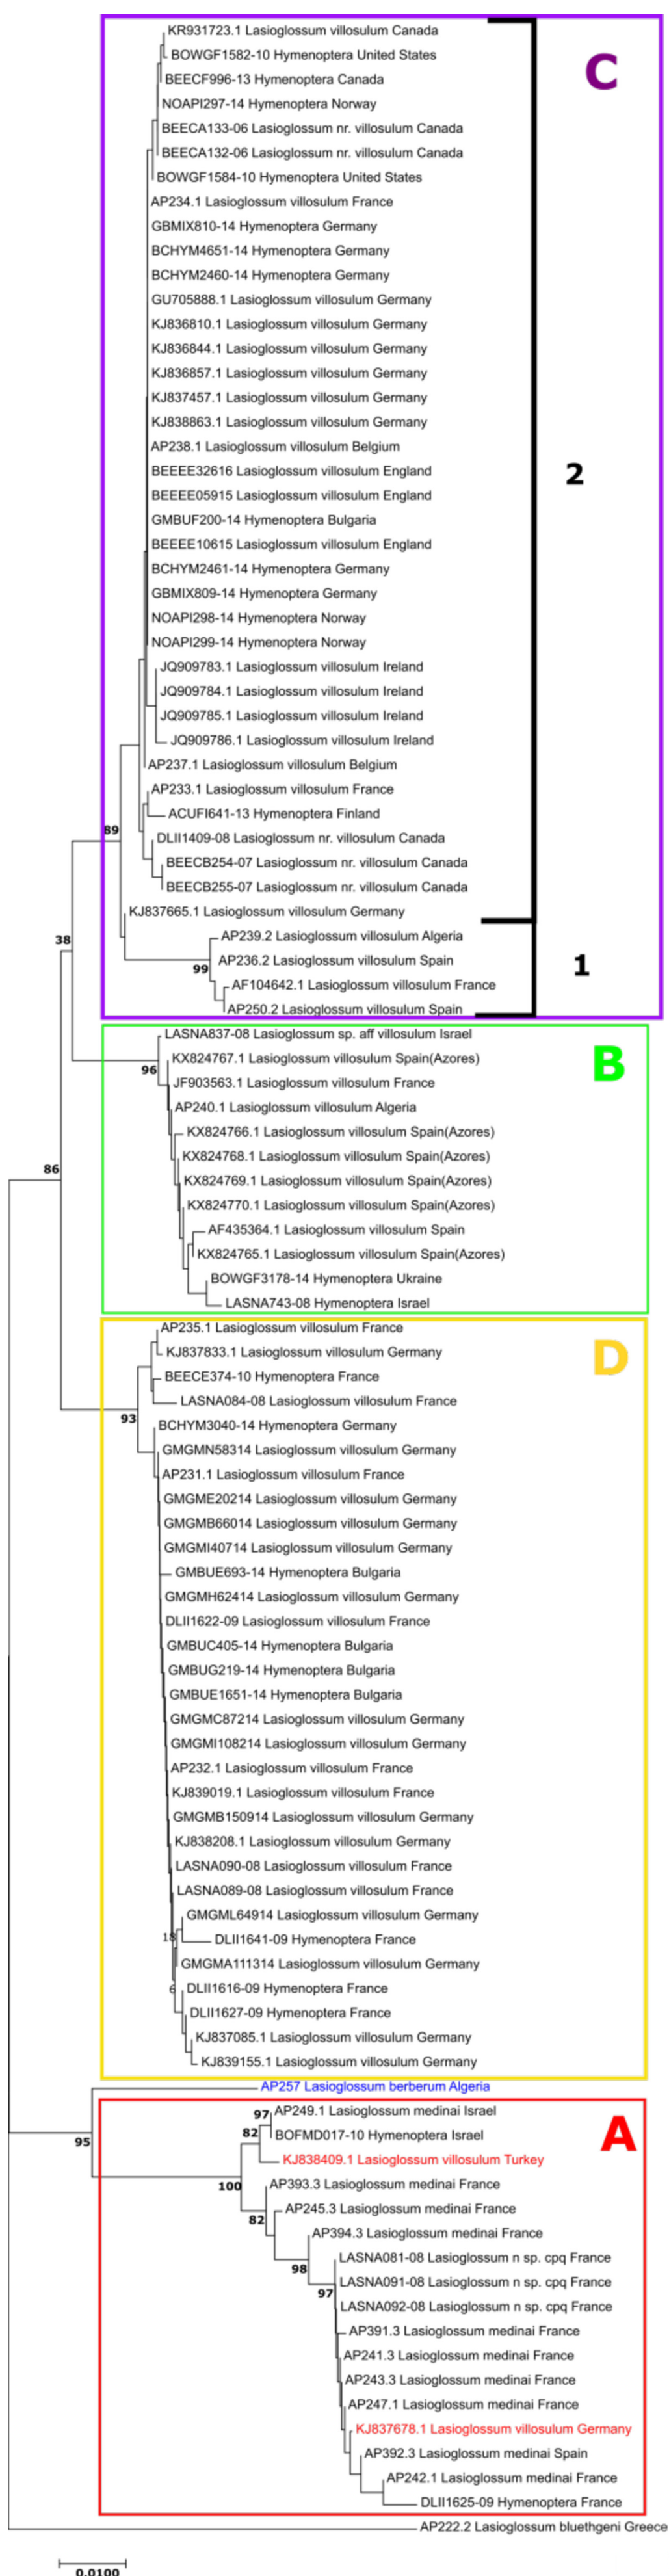 KR931723.1 Lasioglossum villosulum Canada
C
BOWGF1582-10 Hymenoptera United States
BEECF996-13 Hymenoptera Canada
NOAPI297-14 Hymenoptera Norway
BEECA133-06 Lasioglossum nr. villosulum Canada
BEECA132-06 Lasioglossum nr. villosulum Canada
BOWGF1584-10 Hymenoptera United States
AP234.1 Lasioglossum villosulum France
GBMIX810-14 Hymenoptera Germany
BCHYM4651-14 Hymenoptera Germany
BCHYM2460-14 Hymenoptera Germany
GU705888.1 Lasioglossum villosulum Germany
KJ836810.1 Lasioglossum villosulum Germany
KJ836844.1 Lasioglossum villosulum Germany
KJ836857.1 Lasioglossum villosulum Germany
KJ837457.1 Lasioglossum villosulum Germany
KJ838863.1 Lasioglossum villosulum Germany
AP238.1 Lasioglossum villosulum Belgium
BEEEE32616 Lasioglossum villosulum England
2
BEEEE05915 Lasioglossum villosulum England
GMBUF200-14 Hymenoptera Bulgaria
BEEEE10615 Lasioglossum villosulum England
BCHYM2461-14 Hymenoptera Germany
GBMIX809-14 Hymenoptera Germany
NOAPI298-14 Hymenoptera Norway
NOAPI299-14 Hymenoptera Norway
JQ909783.1 Lasioglossum villosulum Ireland
JQ909784.1 Lasioglossum villosulum Ireland
JQ909785.1 Lasioglossum villosulum Ireland
JQ909786.1 Lasioglossum villosulum Ireland
AP237.1 Lasioglossum villosulum Belgium
AP233.1 Lasioglossum villosulum France
ACUFI641-13 Hymenoptera Finland
89
DLII1409-08 Lasioglossum nr. villosulum Canada
BEECB254-07 Lasioglossum nr. villosulum Canada
BEECB255-07 Lasioglossum nr. villosulum Canada
KJ837665.1 Lasioglossum villosulum Germany
38
AP239.2 Lasioglossum villosulum Algeria
AP236.2 Lasioglossum villosulum Spain
1
99
AF104642.1 Lasioglossum villosulum France
AP250.2 Lasioglossum villosulum Spain
LASNA837-08 Lasioglossum sp. aff villosulum Israel
B
96
KX824767.1 Lasioglossum villosulum Spain(Azores)
JF903563.1 Lasioglossum villosulum France
AP240.1 Lasioglossum villosulum Algeria
KX824766.1 Lasioglossum villosulum Spain(Azores)
KX824768.1 Lasioglossum villosulum Spain(Azores)
86
KX824769.1 Lasioglossum villosulum Spain(Azores)
KX824770.1 Lasioglossum villosulum Spain(Azores)
AF435364.1 Lasioglossum villosulum Spain
KX824765.1 Lasioglossum villosulum Spain(Azores)
BOWGF3178-14 Hymenoptera Ukraine
LASNA743-08 Hymenoptera Israel
AP235.1 Lasioglossum villosulum France
D
KJ837833.1 Lasioglossum villosulum Germany
BEECE374-10 Hymenoptera France
LASNA084-08 Lasioglossum villosulum France
93
BCHYM3040-14 Hymenoptera Germany
GMGMN58314 Lasioglossum villosulum Germany
AP231.1 Lasioglossum villosulum France
GMGME20214 Lasioglossum villosulum Germany
GMGMB66014 Lasioglossum villosulum Germany
GMGMI40714 Lasioglossum villosulum Germany
GMBUE693-14 Hymenoptera Bulgaria
GMGMH62414 Lasioglossum villosulum Germany
DLII1622-09 Lasioglossum villosulum France
GMBUC405-14 Hymenoptera Bulgaria
GMBUG219-14 Hymenoptera Bulgaria
GMBUE1651-14 Hymenoptera Bulgaria
GMGMC87214 Lasioglossum villosulum Germany
GMGMI108214 Lasioglossum villosulum Germany
AP232.1 Lasioglossum villosulum France
KJ839019.1 Lasioglossum villosulum France
GMGMB150914 Lasioglossum villosulum Germany
KJ838208.1 Lasioglossum villosulum Germany
LASNA090-08 Lasioglossum villosulum France
LASNA089-08 Lasioglossum villosulum France
GMGML64914 Lasioglossum villosulum Germany
18
DLII1641-09 Hymenoptera France
GMGMA111314 Lasioglossum villosulum Germany
6
DLII1616-09 Hymenoptera France
DLII1627-09 Hymenoptera France
KJ837085.1 Lasioglossum villosulum Germany
KJ839155.1 Lasioglossum villosulum Germany
AP257 Lasioglossum berberum Algeria
97
AP249.1 Lasioglossum medinai Israel
A
82
BOFMD017-10 Hymenoptera Israel
95
KJ838409.1 Lasioglossum villosulum Turkey
100
AP393.3 Lasioglossum medinai France
AP245.3 Lasioglossum medinai France
82
AP394.3 Lasioglossum medinai France
LASNA081-08 Lasioglossum n sp. cpq France
98
LASNA091-08 Lasioglossum n sp. cpq France
97
LASNA092-08 Lasioglossum n sp. cpq France
AP391.3 Lasioglossum medinai France
AP241.3 Lasioglossum medinai France
AP243.3 Lasioglossum medinai France
AP247.1 Lasioglossum medinai France
KJ837678.1 Lasioglossum villosulum Germany
AP392.3 Lasioglossum medinai Spain
AP242.1 Lasioglossum medinai France
DLII1625-09 Hymenoptera France
AP222.2 Lasioglossum bluethgeni Greece
0.0100